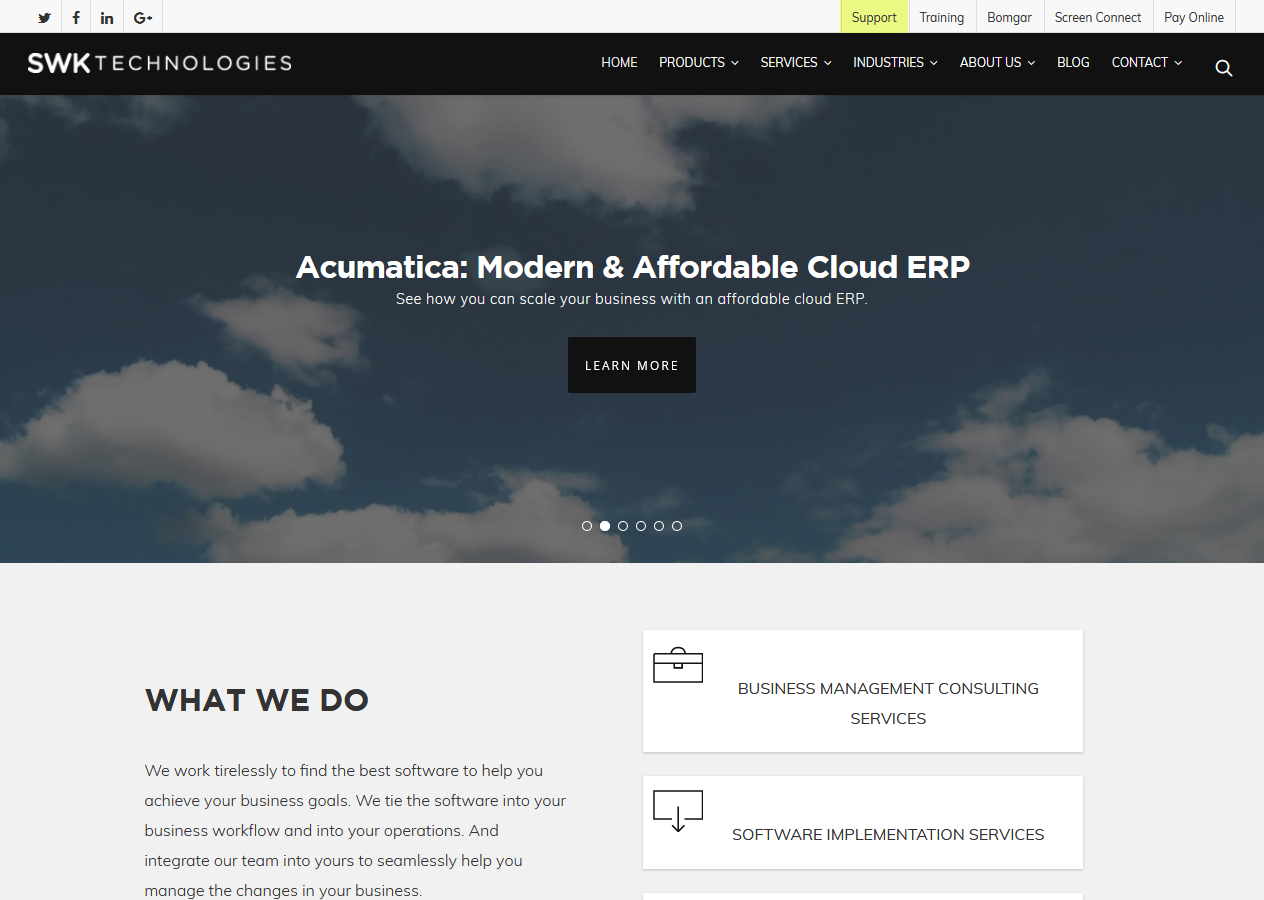 Support
Training
Bomgar
Screen Connect
Pay Online
SWK TECHNOLOGIES
HOME
PRODUCTS
SERVICES
INDUSTRIES
ABOUT US
BLOG
CONTACT
Acumatica: Modern & Affordable Cloud ERP
See how you can scale your business with an affordable cloud ERP.
LEARN MORE
WHAT WE DO
We work tirelessly to find the best software to help you
achieve your business goals. We tie the software into your
business workflow and into your operations. And
integrate our team into yours to seamlessly help you
manage the changes in your business.
BUSINESS MANAGEMENT CONSULTING
SERVICES
SOFTWARE IMPLEMENTATION SERVICES